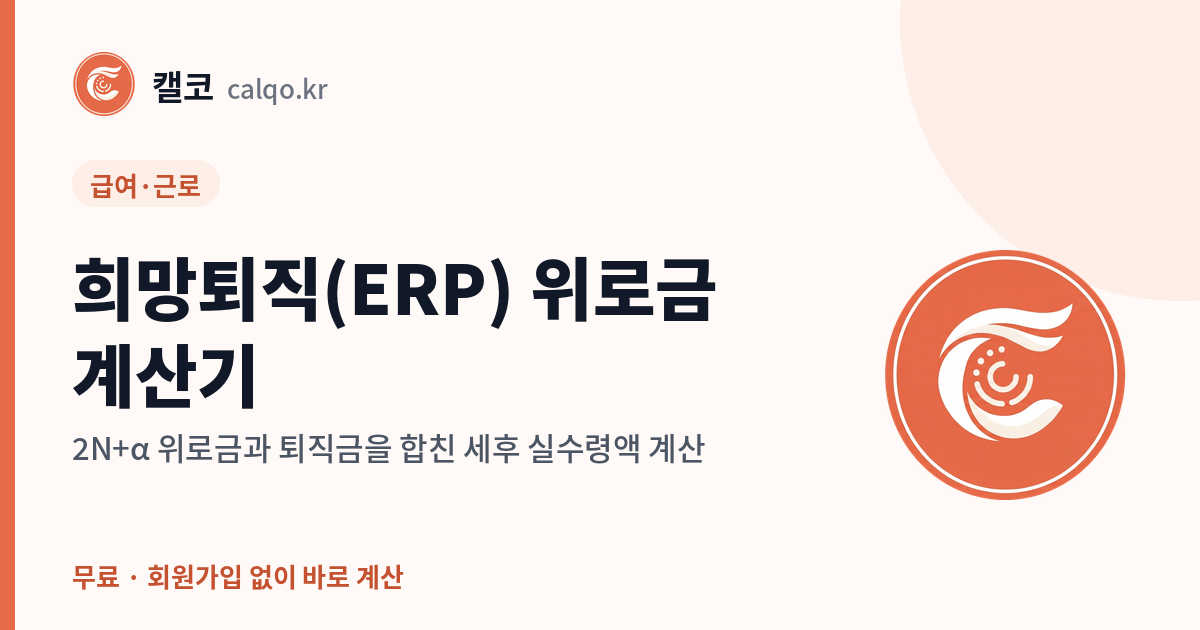 캘코 calqo.kr
급여·근로
희망퇴직(ERP) 위로금
계산기
2N+α 위로금과 퇴직금을 합친 세후 실수령액 계산
무료 · 회원가입 없이 바로 계산